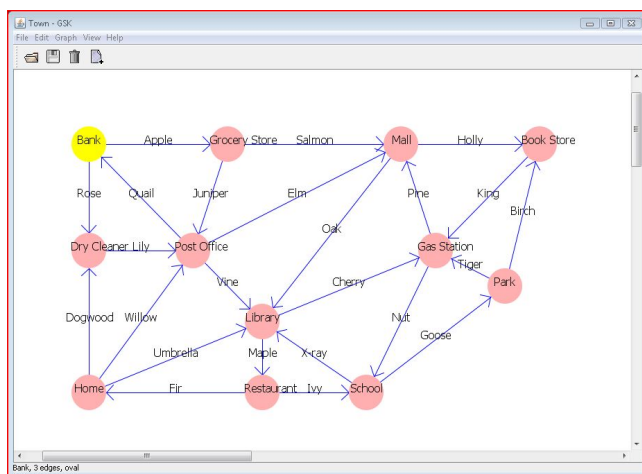 Town - GSK
File Edit Graph View Help
Bank Apple Grocery Store Salmon Mall Holly Book Store
Rose Quail Juniper Elm Pine King
Birch
Oak
Dry Cleaner Lily Post Office Gas Station
Tiger
Vine Cherry Park
Dogwood Willow Library Nut
Goose
Umbrella Maple X-ray
Home Fir Restaurant Ivy School
Bank, 3 edges, oval